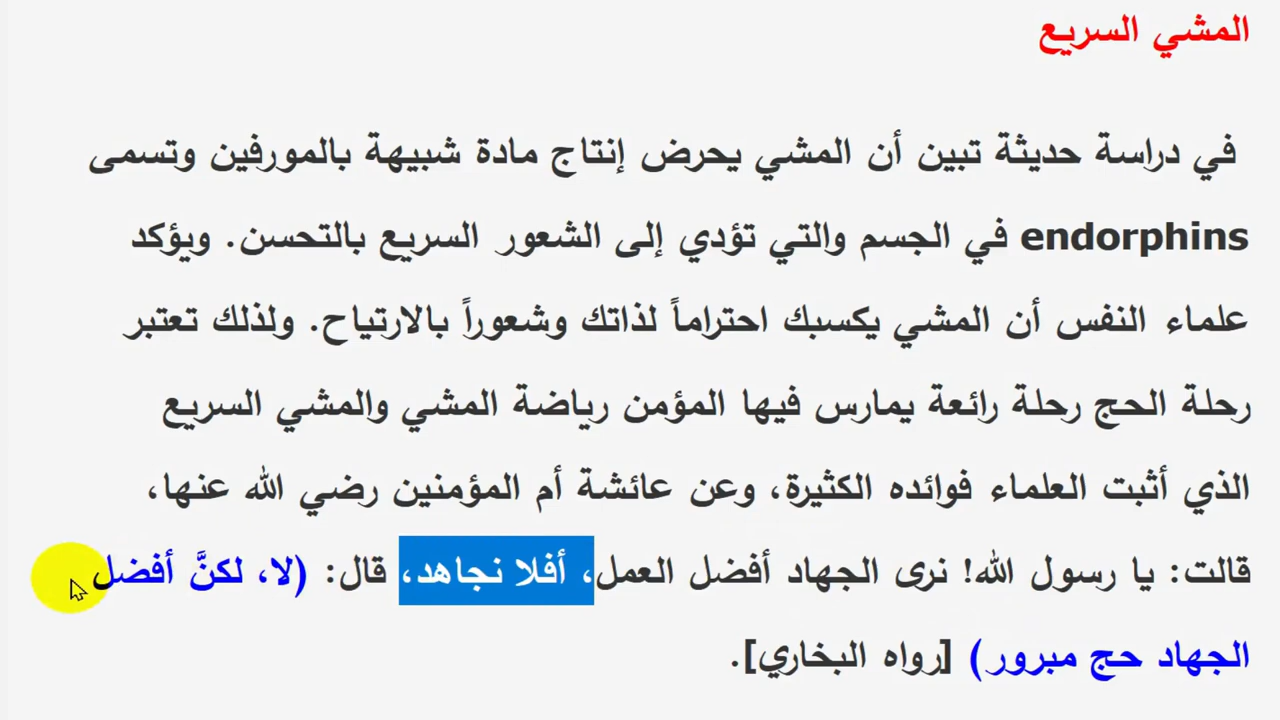 المشي السريع
في دراسة حديثة تبين أن المشي يحرض إنتاج مادة شبيهة بالمورفين وتسمى
endorphins في الجسم والتي تؤدي إلى الشعور السريع بالتحسن. ويؤكد
علماء النفس أن المشي يكسبك احتراماً لذاتك وشعوراً بالارتياح. ولذلك تعتبر
رحلة الحج رحلة رائعة يمارس فيها المؤمن رياضة المشي والمشي السريع
الذي أثبت العلماء فوائده الكثيرة، وعن عائشة أم المؤمنين رضي الله عنها،
قالت: يا رسول الله! نرى الجهاد أفضل العمل، أفلا نجاهد، قال: (لا، لكنَّ أفضل
الجهاد حج مبرور) [رواه البخاري].